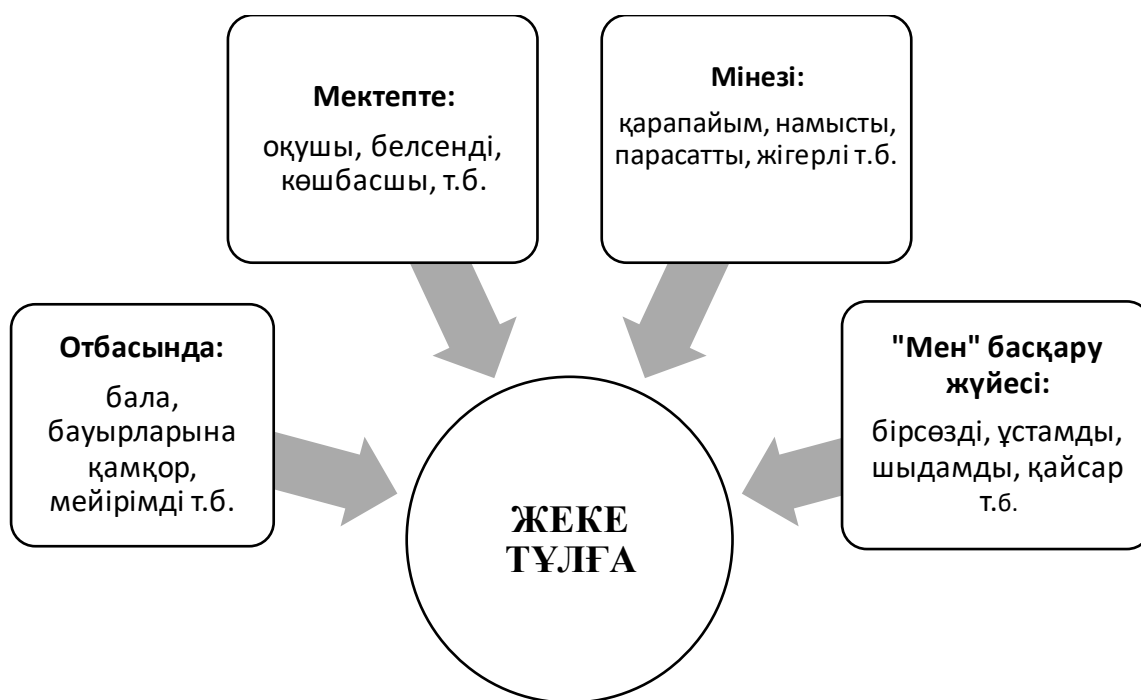 Мектепте:
оқушы, белсенді,
көшбасшы, т.б.
Мінезі:
қарапайым, намысты,
парасатты, жігерлі т.б.
Отбасында:
бала,
бауырларына
қамқор,
мейірімді т.б.
"Мен" басқару
жүйесі:
бірсөзді, ұстамды,
шыдамды, қайсар
т.б.
ЖЕКЕ
ТҰЛҒА